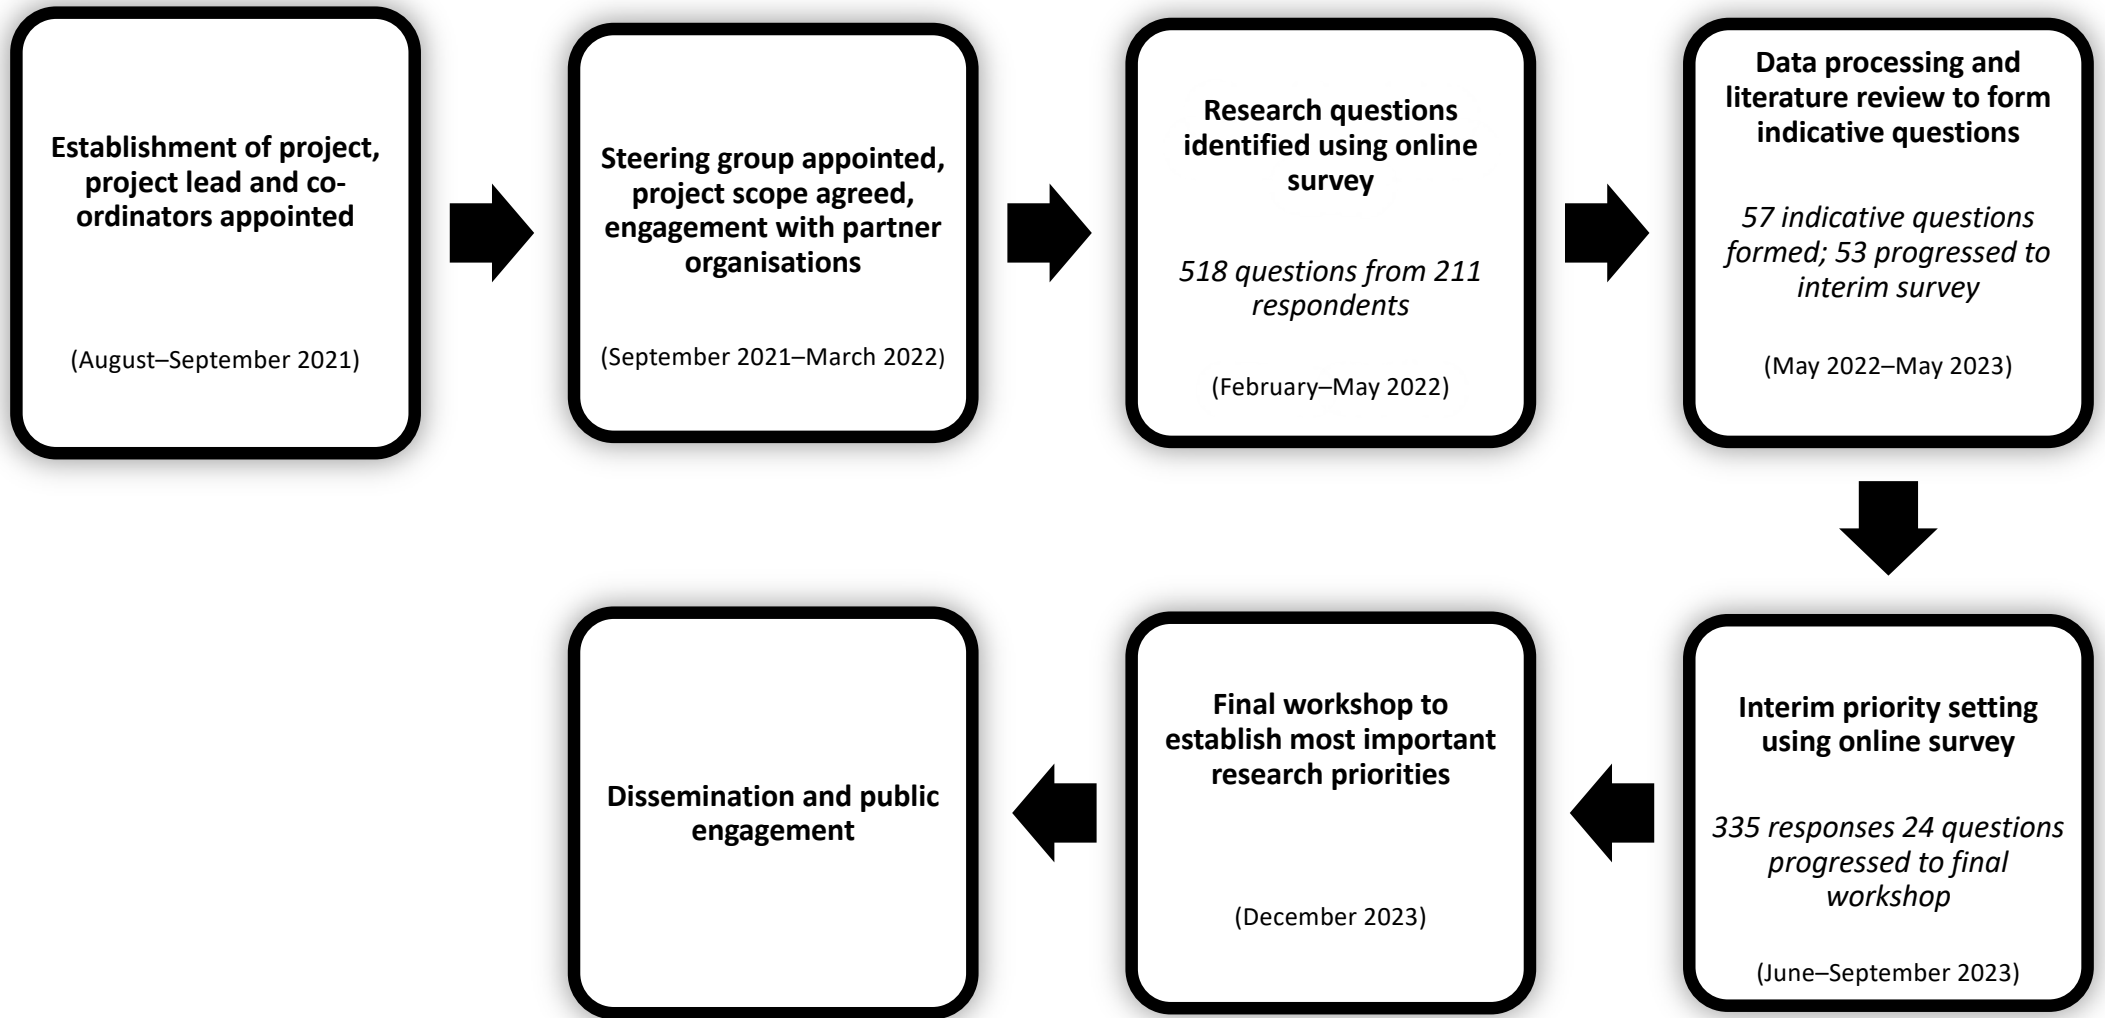 Establishment of project,
project lead and co-
ordinators appointed
(August–September 2021)
Steering group appointed,
project scope agreed,
engagement with partner
organisations
(September 2021–March 2022)
Research questions
identified using online
survey
518 questions from 211
respondents
(February–May 2022)
Data processing and
literature review to form
indicative questions
57 indicative questions
formed; 53 progressed to
interim survey
(May 2022–May 2023)
Interim priority setting
using online survey
335 responses 24 questions
progressed to final
workshop
(June–September 2023)
Final workshop to
establish most important
research priorities
(December 2023)
Dissemination and public
engagement